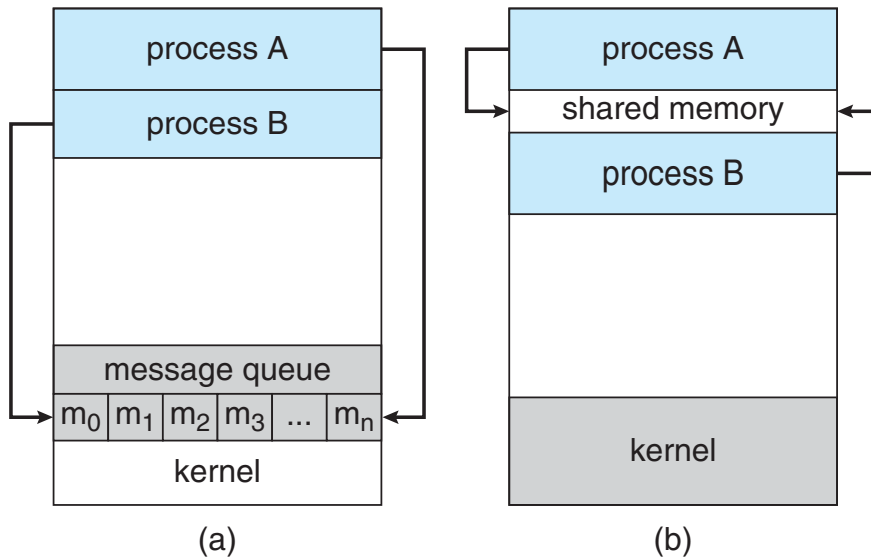 process A
process B
message queue
m0 m1 m2 m3 ... mn
kernel
(a)
process A
shared memory
process B
kernel
(b)